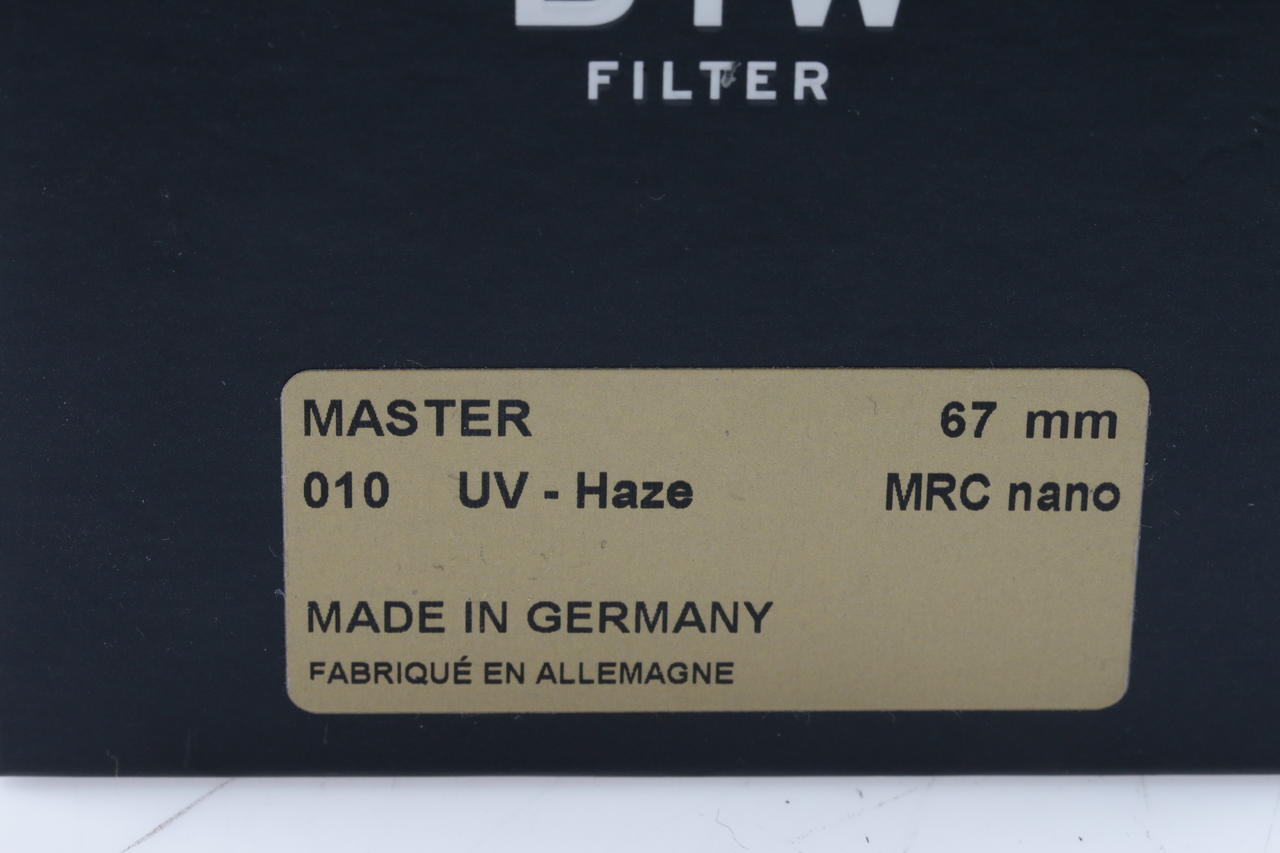 FILTER
MASTER 67 mm
010 UV - Haze MRC nano
MADE IN GERMANY
FABRIQUÉ EN ALLEMAGNE